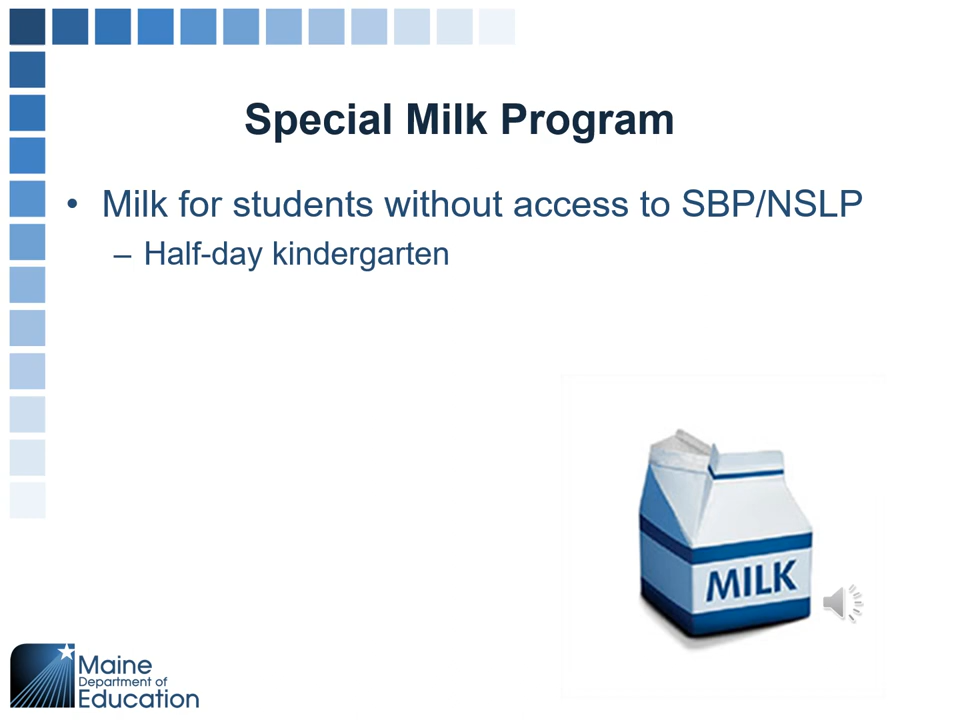 Special Milk Program
• Milk for students without access to SBP/NSLP
– Half-day kindergarten
MILK
Maine
Department of
Education